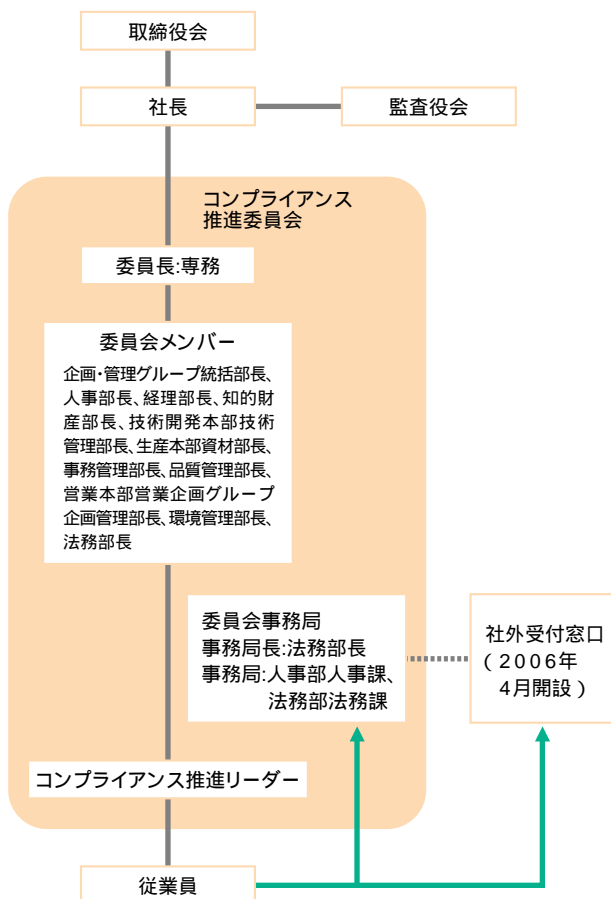 取締役会
社長
監査役会
コンプライアンス
推進委員会
委員長:専務
委員会メンバー
企画・管理グループ統括部長、
人事部長、経理部長、知的財
産部長、技術開発本部技術
管理部長、生産本部資材部長、
事務管理部長、品質管理部長、
営業本部営業企画グループ
企画管理部長、環境管理部長、
法務部長
委員会事務局
事務局長:法務部長
事務局:人事部人事課、
法務部法務課
社外受付窓口
（2006年
4月開設）
コンプライアンス推進リーダー
従業員